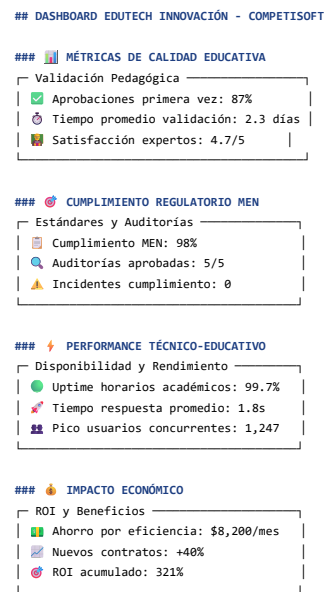 ## DASHBOARD EDUTECH INNOVACIÓN - COMPETISOFT
### 📊 MÉTRICAS DE CALIDAD EDUCATIVA
┌─ Validación Pedagógica ─────────────────┐
│ ✅ Aprobaciones primera vez: 87% │
│ ⏱ Tiempo promedio validación: 2.3 días │
│ 👩‍🏫 Satisfacción expertos: 4.7/5 │
└─────────────────────────────────────────┘
### 🎯 CUMPLIMIENTO REGULATORIO MEN
┌─ Estándares y Auditorías ──────────────┐
│ 📋 Cumplimiento MEN: 98% │
│ 🔍 Auditorías aprobadas: 5/5 │
│ ⚠ Incidentes cumplimiento: 0 │
└────────────────────────────────────────┘
### ⚡ PERFORMANCE TÉCNICO-EDUCATIVO
┌─ Disponibilidad y Rendimiento ─────────┐
│ 🟢 Uptime horarios académicos: 99.7% │
│ 🚀 Tiempo respuesta promedio: 1.8s │
│ 👥 Pico usuarios concurrentes: 1,247 │
└────────────────────────────────────────┘
### 💰 IMPACTO ECONÓMICO
┌─ ROI y Beneficios ─────────────────────┐
│ 💵 Ahorro por eficiencia: $8,200/mes │
│ 📈 Nuevos contratos: +40% │
│ 🎯 ROI acumulado: 321% │